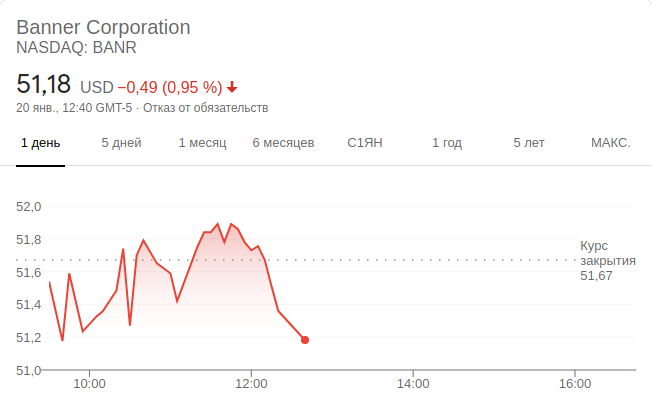 Banner Corporation
NASDAQ: BANR
51,18 USD −0,49 (0,95 %)
20 янв., 12:40 GMT-5 · Отказ от обязательств
1 день 5 дней 1 месяц 6 месяцев С1ЯН 1 год 5 лет МАКС.
52,0
51,8
Курс
закрытия
51,67
51,6
51,4
51,2
51,0
10:00 12:00 14:00 16:00